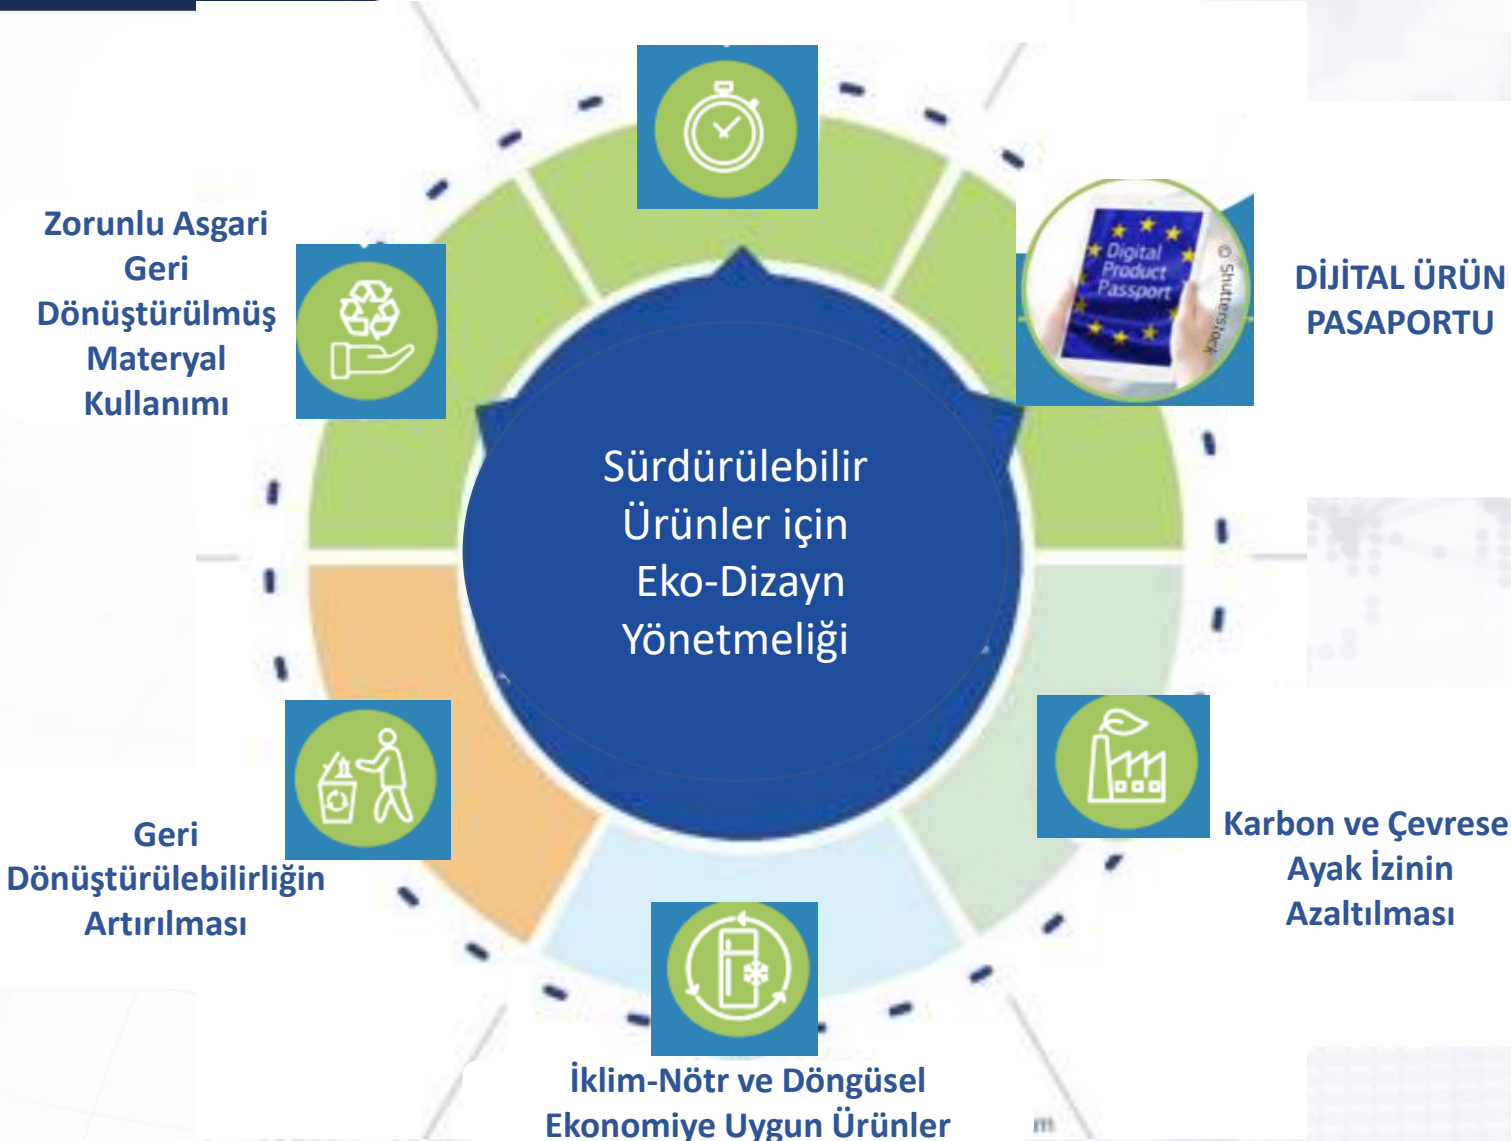 Zorunlu Asgari
Geri
Dönüştürülmüş
Materyal
Kullanımı
Digital
Product
Passport
© Shutterstock
DİJİTAL ÜRÜN
PASAPORTU
Sürdürülebilir
Ürünler için
Eko-Dizayn
Yönetmeliği
Geri
Dönüştürülebilirliğin
Artırılması
Karbon ve Çevrese
Ayak İzinin
Azaltılması
İklim-Nötr ve Döngüsel
Ekonomiye Uygun Ürünler